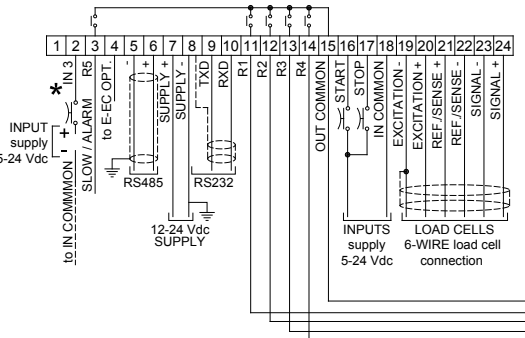 1 2 3 4 5 6 7 8 9 10 11 12 13 14 15 16 17 18 19 20 21 22 23 24
*
IN 3
R5
SLOW / ALARM
to E-EC OPT.
-
+
SUPPLY +
SUPPLY -
TXD
RXD
R1
R2
R3
R4
OUT COMMON
START
STOP
IN COMMON
EXCITATION -
EXCITATION +
REF./SENSE +
REF./SENSE -
SIGNAL -
SIGNAL +
INPUT
supply
5-24 Vdc
+
-
to IN COMMMON
RS485
RS232
12-24 Vdc
SUPPLY
INPUTS
supply
5-24 Vdc
LOAD CELLS
6-WIRE load cell
connection